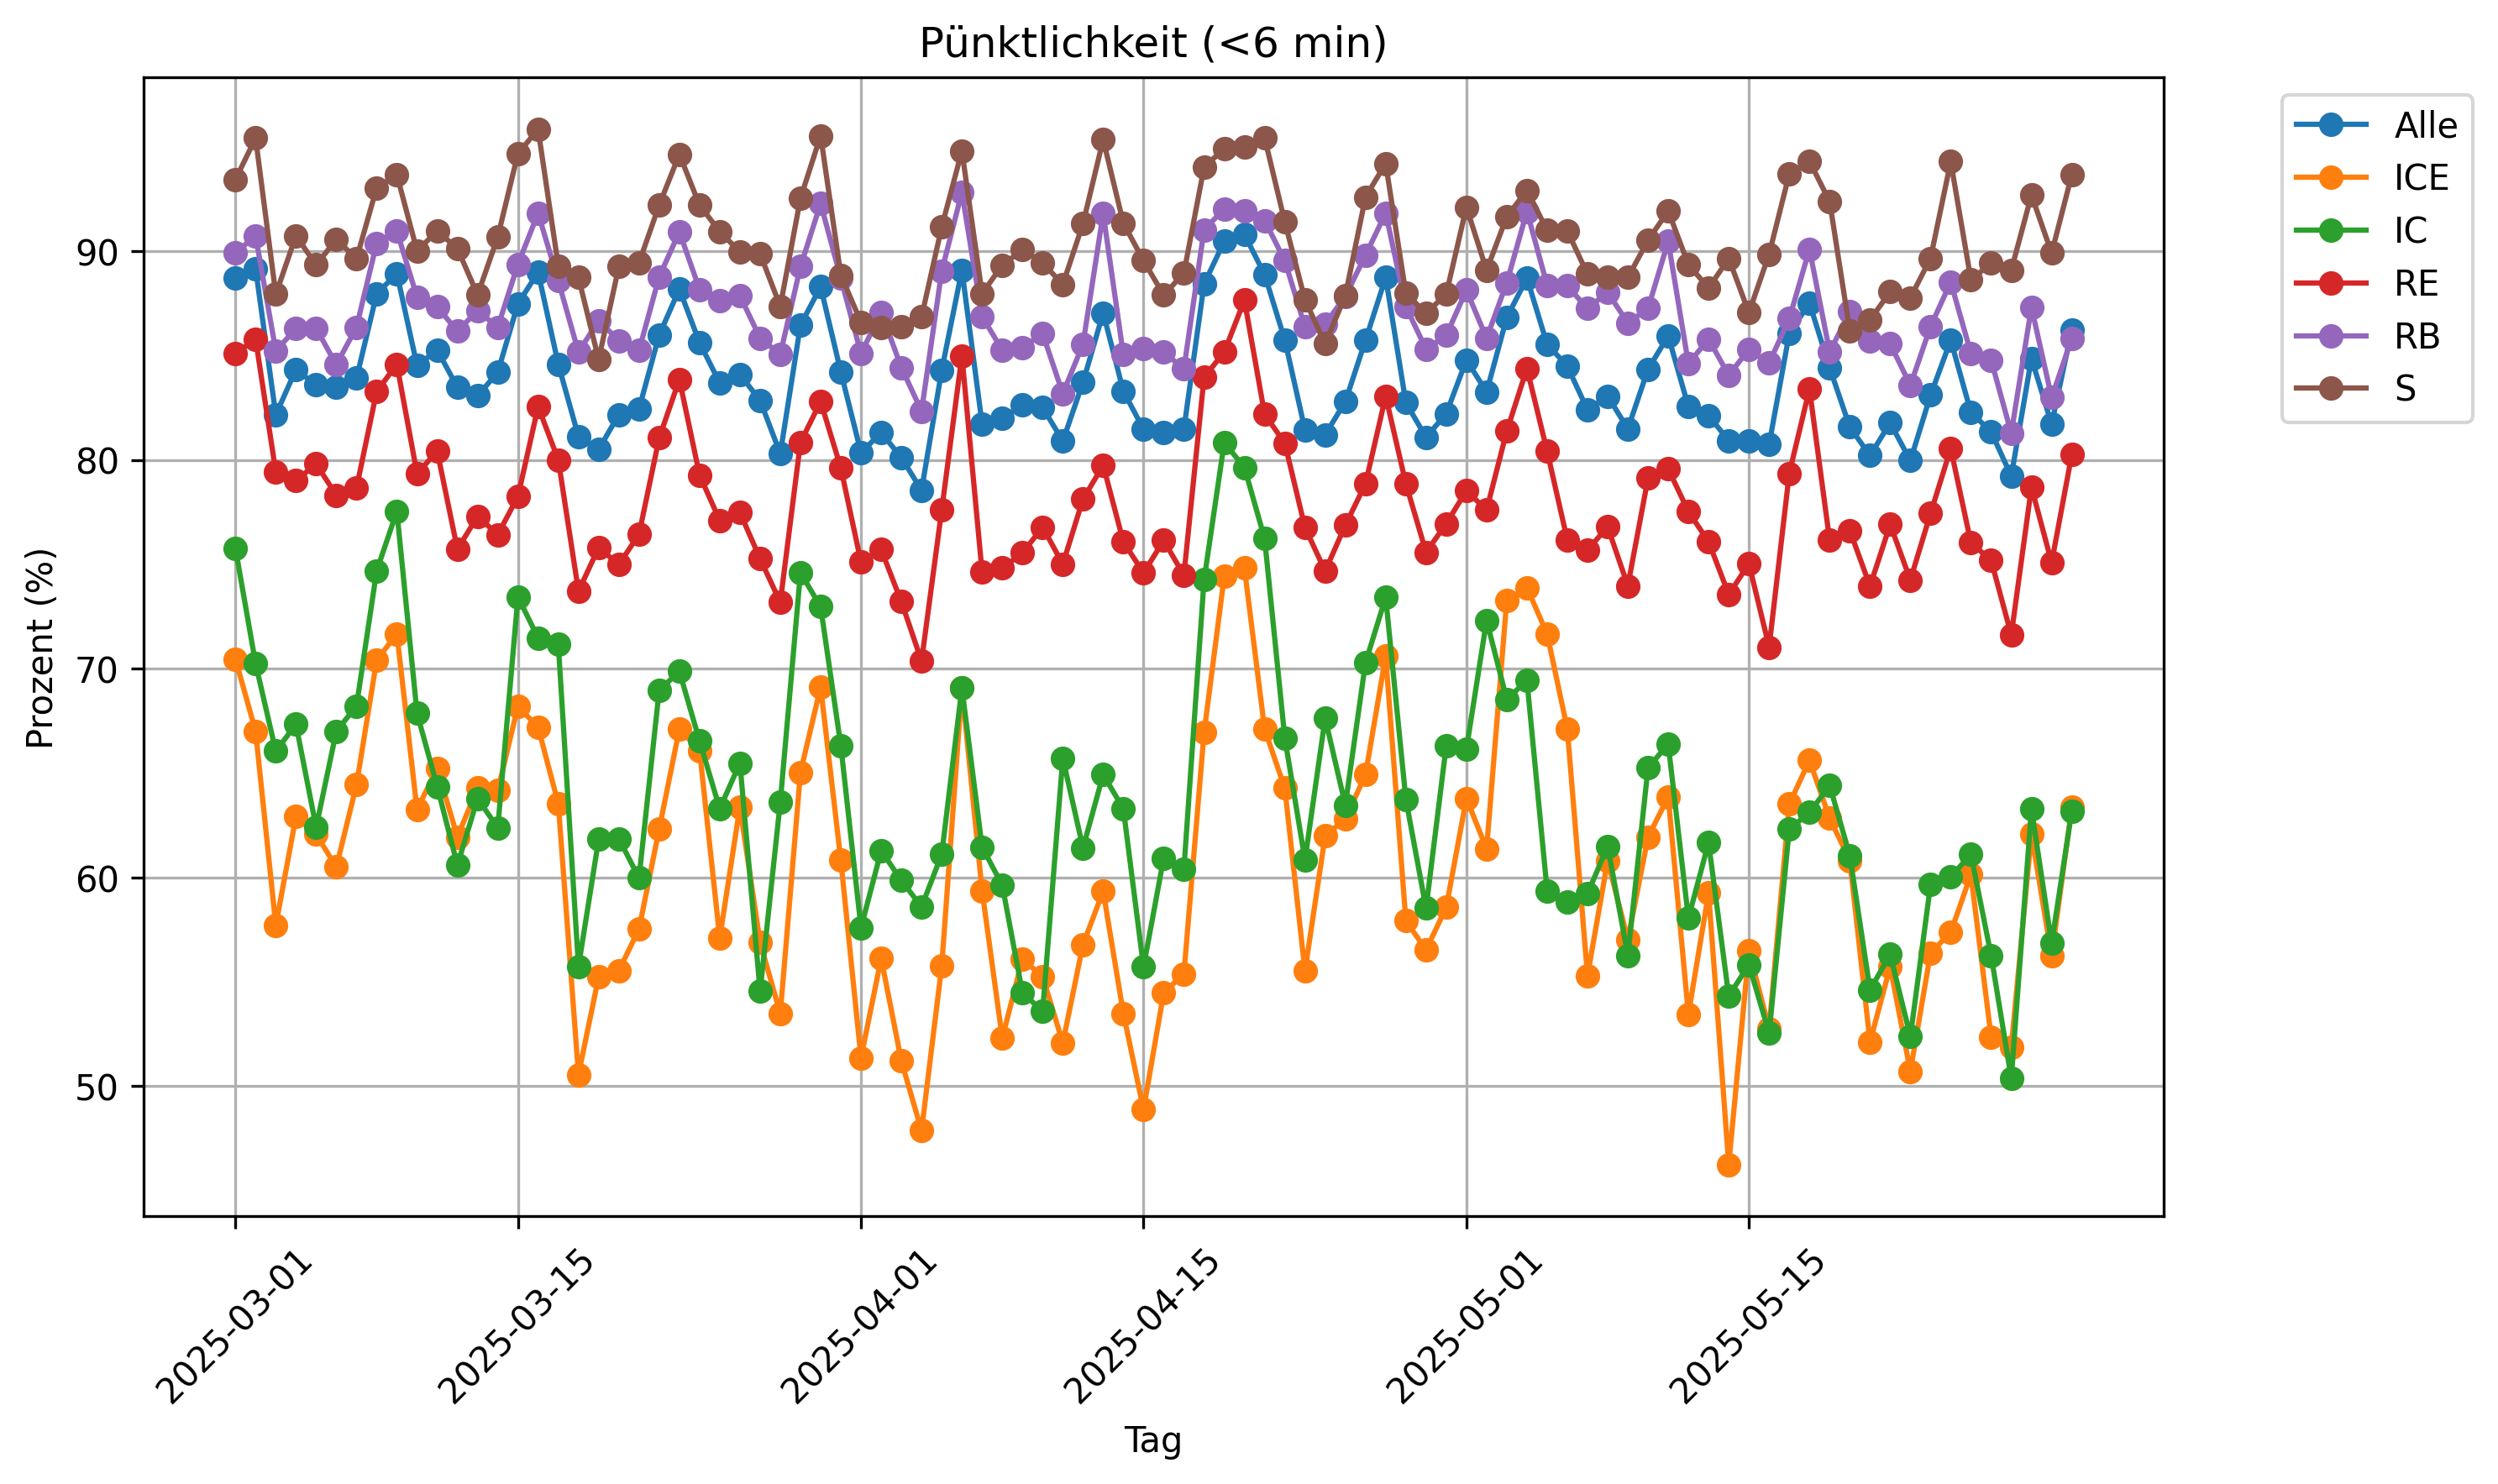 Pünktlichkeit (<6 min)
Prozent (%)
90
80
70
60
50
2025-03-01
2025-03-15
2025-04-01
2025-04-15
2025-05-01
2025-05-15
Tag
Alle
ICE
IC
RE
RB
S